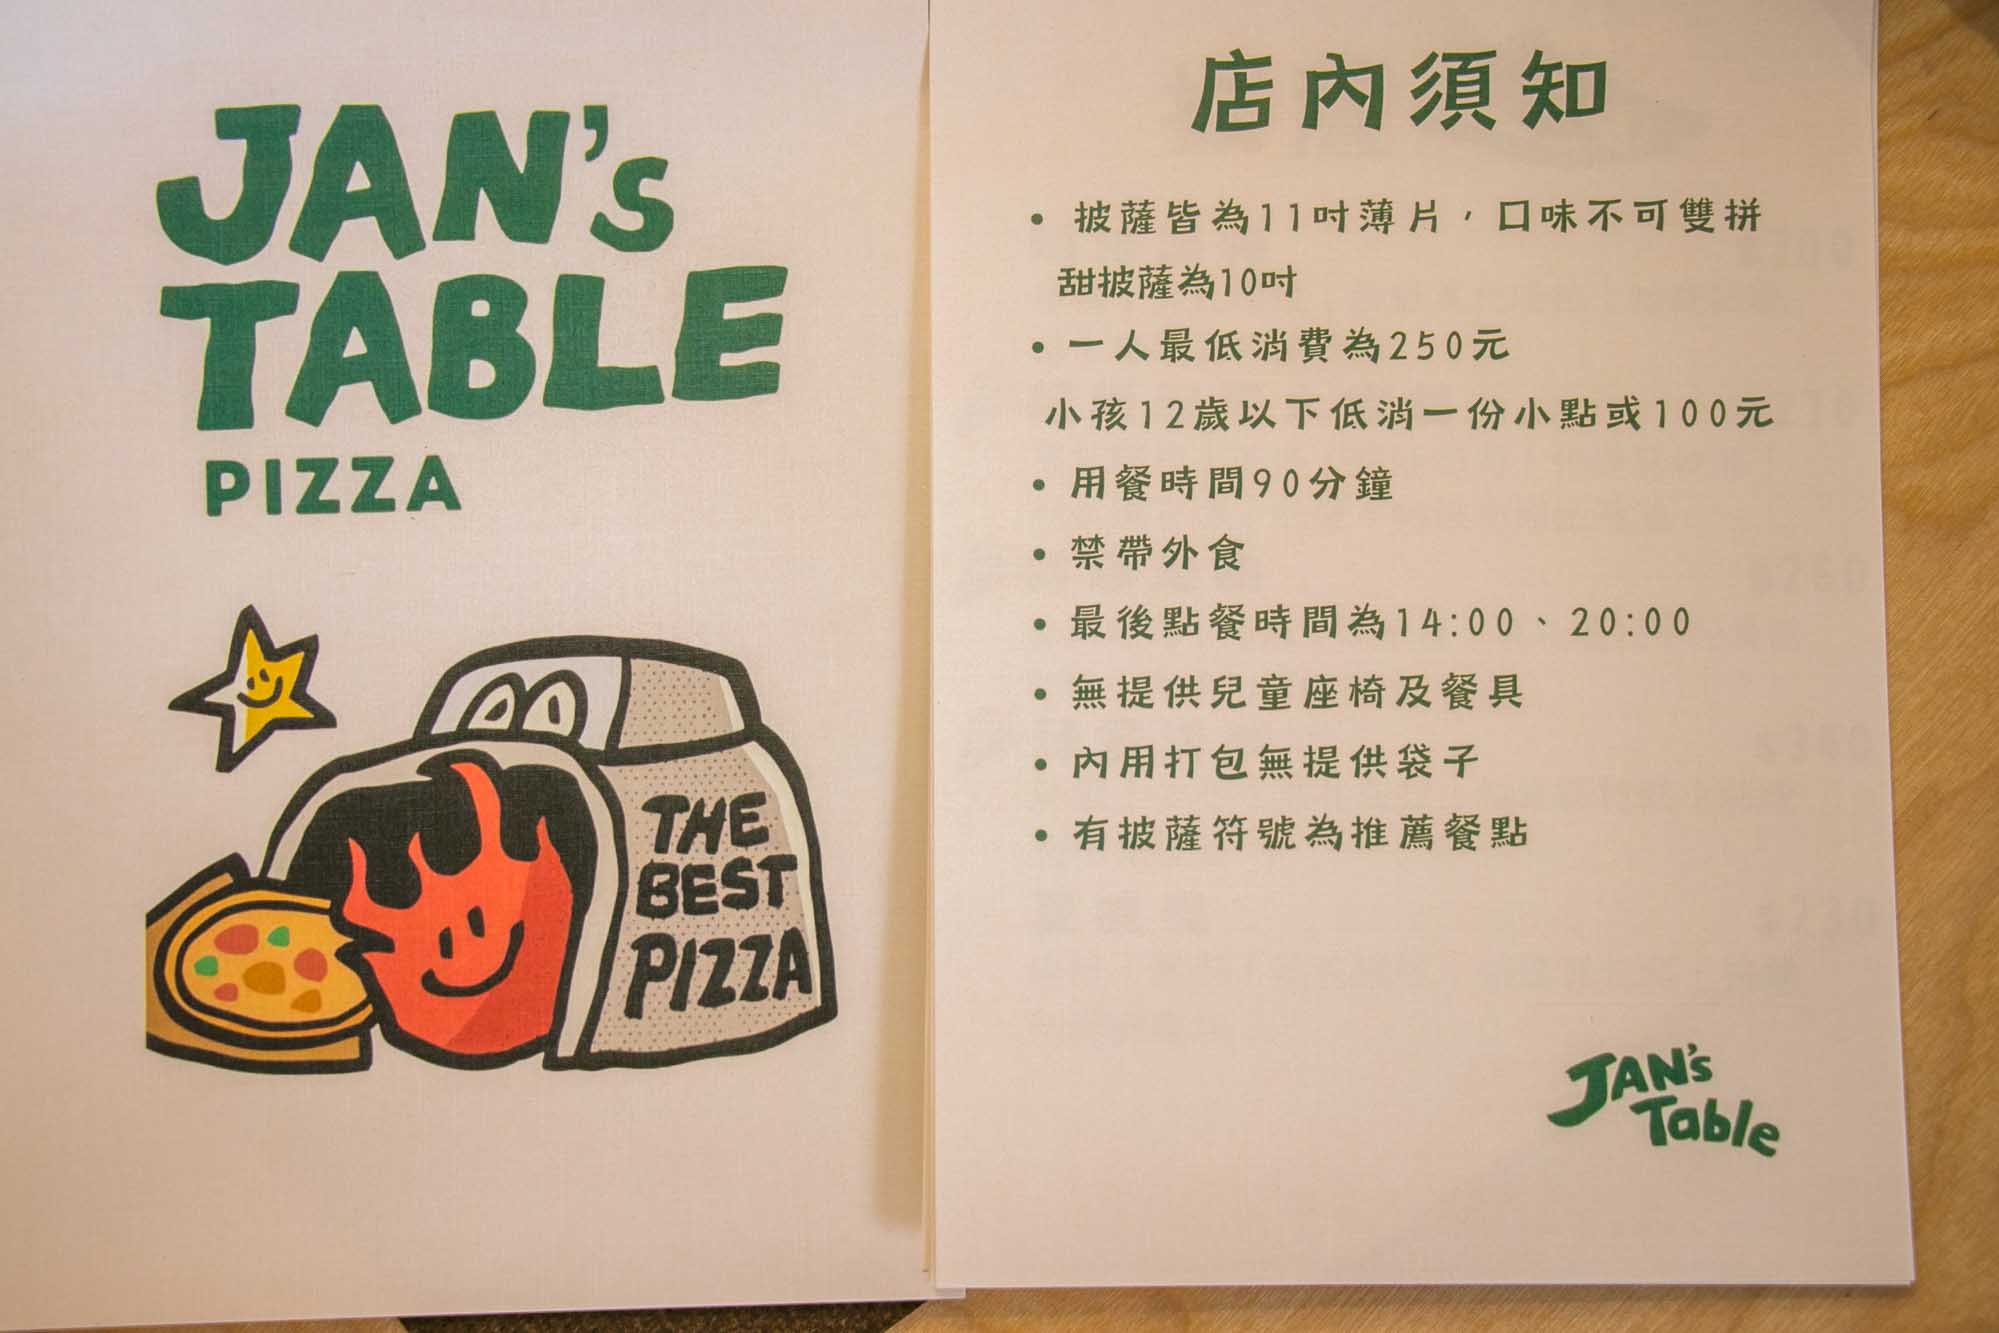 JAN's
TABLE
PIZZA
THE
BEST
PIZZA
店內須知
• 披薩皆為11吋薄片，口味不可雙拼
甜披薩為10吋
• 一人最低消費為250元
小孩12歲以下低消一份小點或100元
• 用餐時間90分鐘
• 禁帶外食
• 最後點餐時間為14:00、20:00
• 無提供兒童座椅及餐具
• 內用打包無提供袋子
• 有披薩符號為推薦餐點
JAN's
Table